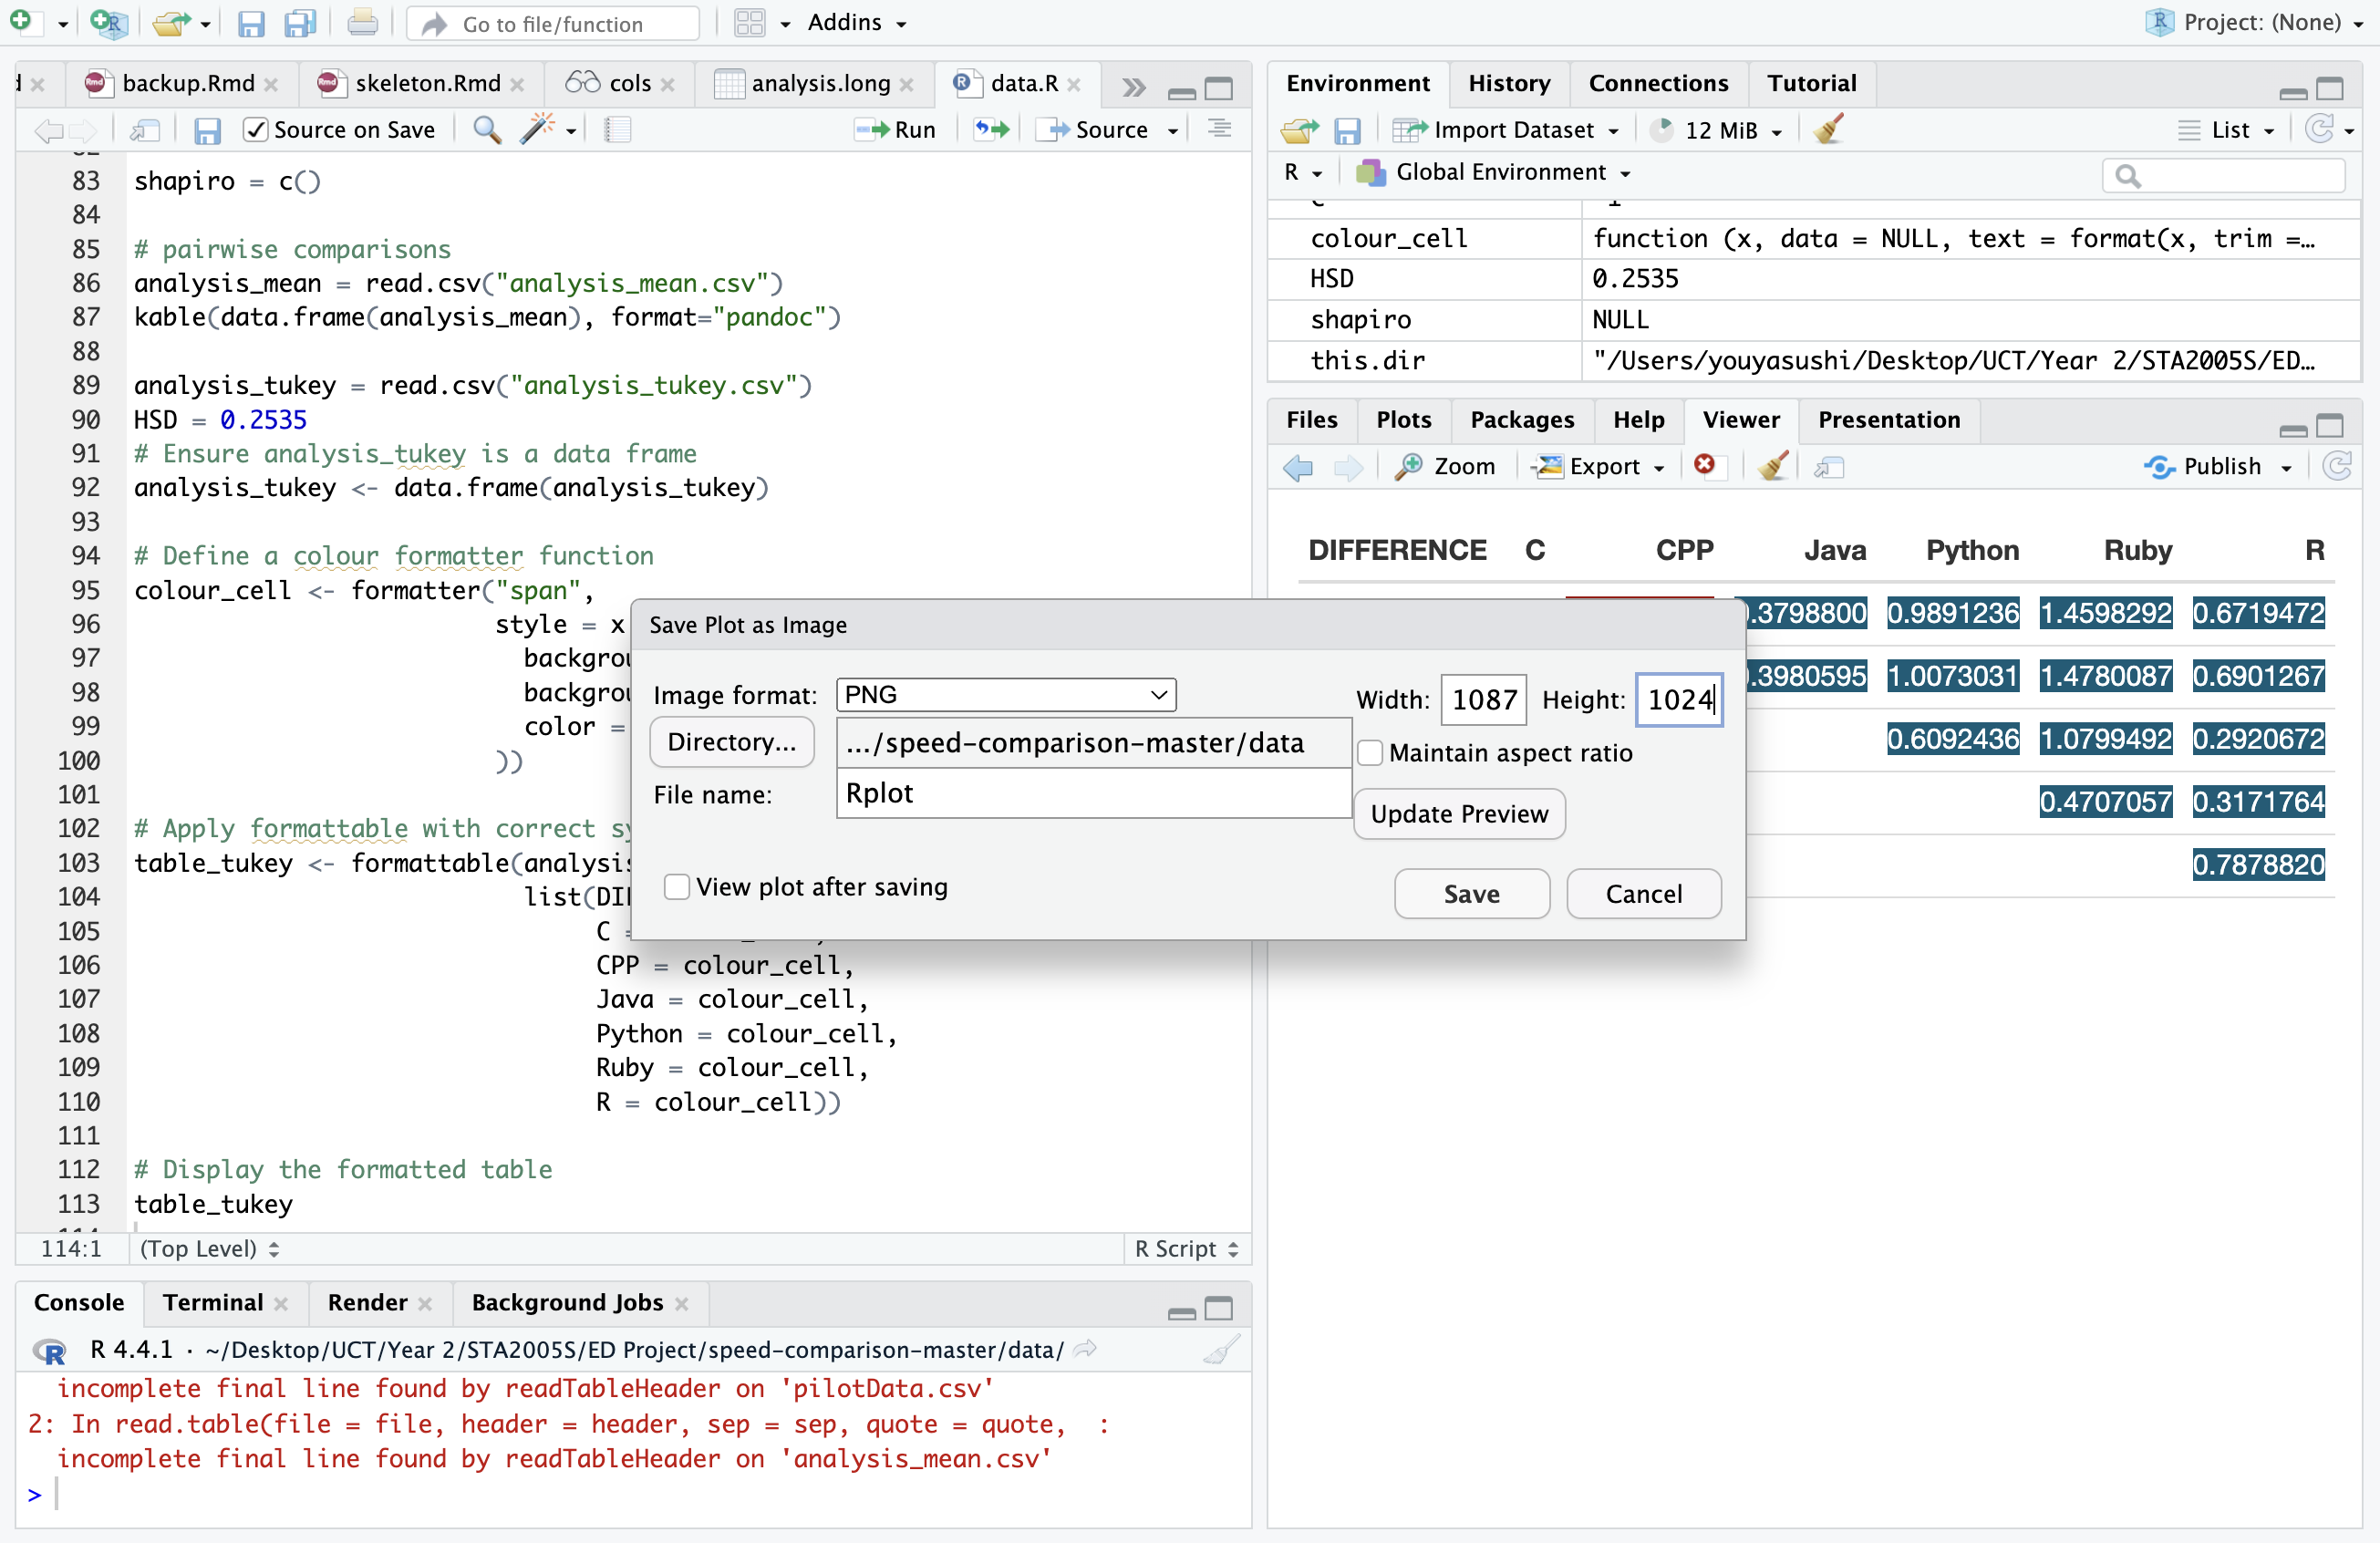 Go to file/function
Addins
Project: (None)
backup.Rmd
skeleton.Rmd
cols
analysis.long
data.R
Source on Save
Run
Source
83 shapiro = c()
84
85 # pairwise comparisons
86 analysis_mean = read.csv("analysis_mean.csv")
87 kable(data.frame(analysis_mean), format="pandoc")
88
89 analysis_tukey = read.csv("analysis_tukey.csv")
90 HSD = 0.2535
91 # Ensure analysis_tukey is a data frame
92 analysis_tukey <- data.frame(analysis_tukey)
93
94 # Define a colour formatter function
95 colour_cell <- formatter("span",
96 style = x
97 backgrou
98 backgrou
99 color =
100 ))
101
102 # Apply formattable with correct sy
103 table_tukey <- formattable(analysis
104 list(DIF
105 C =
106 CPP = colour_cell,
107 Java = colour_cell,
108 Python = colour_cell,
109 Ruby = colour_cell,
110 R = colour_cell))
111
112 # Display the formatted table
113 table_tukey
114:1 (Top Level) R Script
Console Terminal Render Background Jobs
R 4.4.1 · ~/Desktop/UCT/Year 2/STA2005S/ED Project/speed-comparison-master/data/
incomplete final line found by readTableHeader on 'pilotData.csv'
2: In read.table(file = file, header = header, sep = sep, quote = quote, :
incomplete final line found by readTableHeader on 'analysis_mean.csv'
>
Environment History Connections Tutorial
Import Dataset 12 MiB List
R Global Environment
colour_cell function (x, data = NULL, text = format(x, trim =…
HSD 0.2535
shapiro NULL
this.dir "/Users/youyasushi/Desktop/UCT/Year 2/STA2005S/ED…
Files Plots Packages Help Viewer Presentation
Zoom Export Publish
DIFFERENCE C CPP Java Python Ruby R
.3798800 0.9891236 1.4598292 0.6719472
.3980595 1.0073031 1.4780087 0.6901267
0.6092436 1.0799492 0.2920672
0.4707057 0.3171764
0.7878820
Save Plot as Image
Image format: PNG
Width: 1087 Height: 1024
Directory... .../speed-comparison-master/data
Maintain aspect ratio
File name: Rplot
Update Preview
View plot after saving
Save Cancel